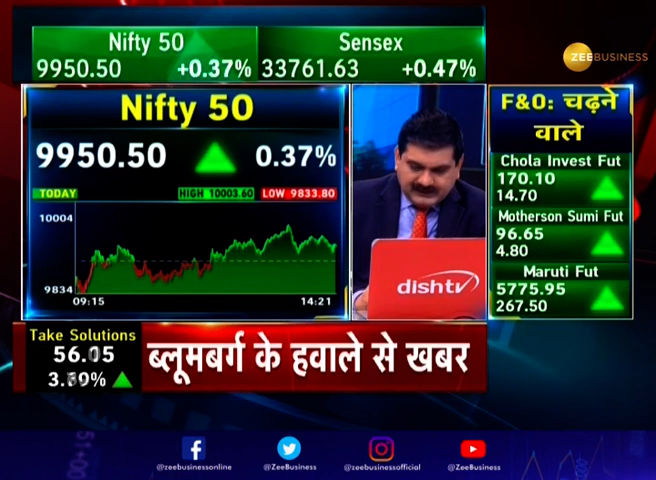 Nifty 50
9950.50 +0.37%
Sensex
33761.63 +0.47%
ZEEBUSINESS
Nifty 50
9950.50 0.37%
TODAY HIGH 10003.60 LOW 9833.80
10004
9834
09:15 14:21
dishtv
F&O: चढ़ने
वाले
Chola Invest Fut
170.10
14.70
Motherson Sumi Fut
96.65
4.80
Maruti Fut
5775.95
267.50
Take Solutions
56.05
ब्लूमबर्ग के हवाले से खबर
@zeebusinessonline
@ZeeBusiness
@zeebusinessofficial
@ZeeBusiness